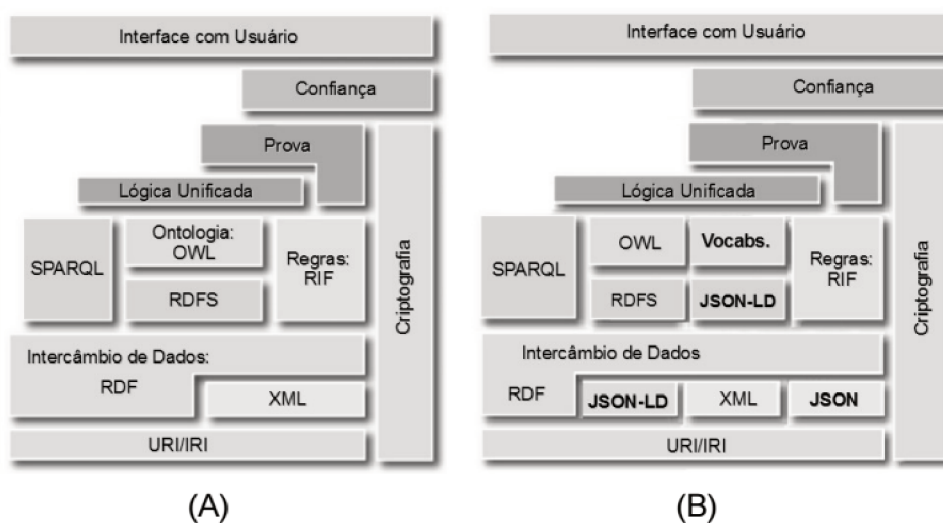 Interface com Usuário
Confiança
Prova
Lógica Unificada
SPARQL
Ontologia:
OWL
RDFS
Regras:
RIF
Criptografia
Intercâmbio de Dados:
RDF
XML
URI/IRI
(A)
Interface com Usuário
Confiança
Prova
Lógica Unificada
SPARQL
OWL
Vocabs.
RDFS
JSON-LD
Regras:
RIF
Criptografia
Intercâmbio de Dados
RDF
JSON-LD
XML
JSON
URI/IRI
(B)